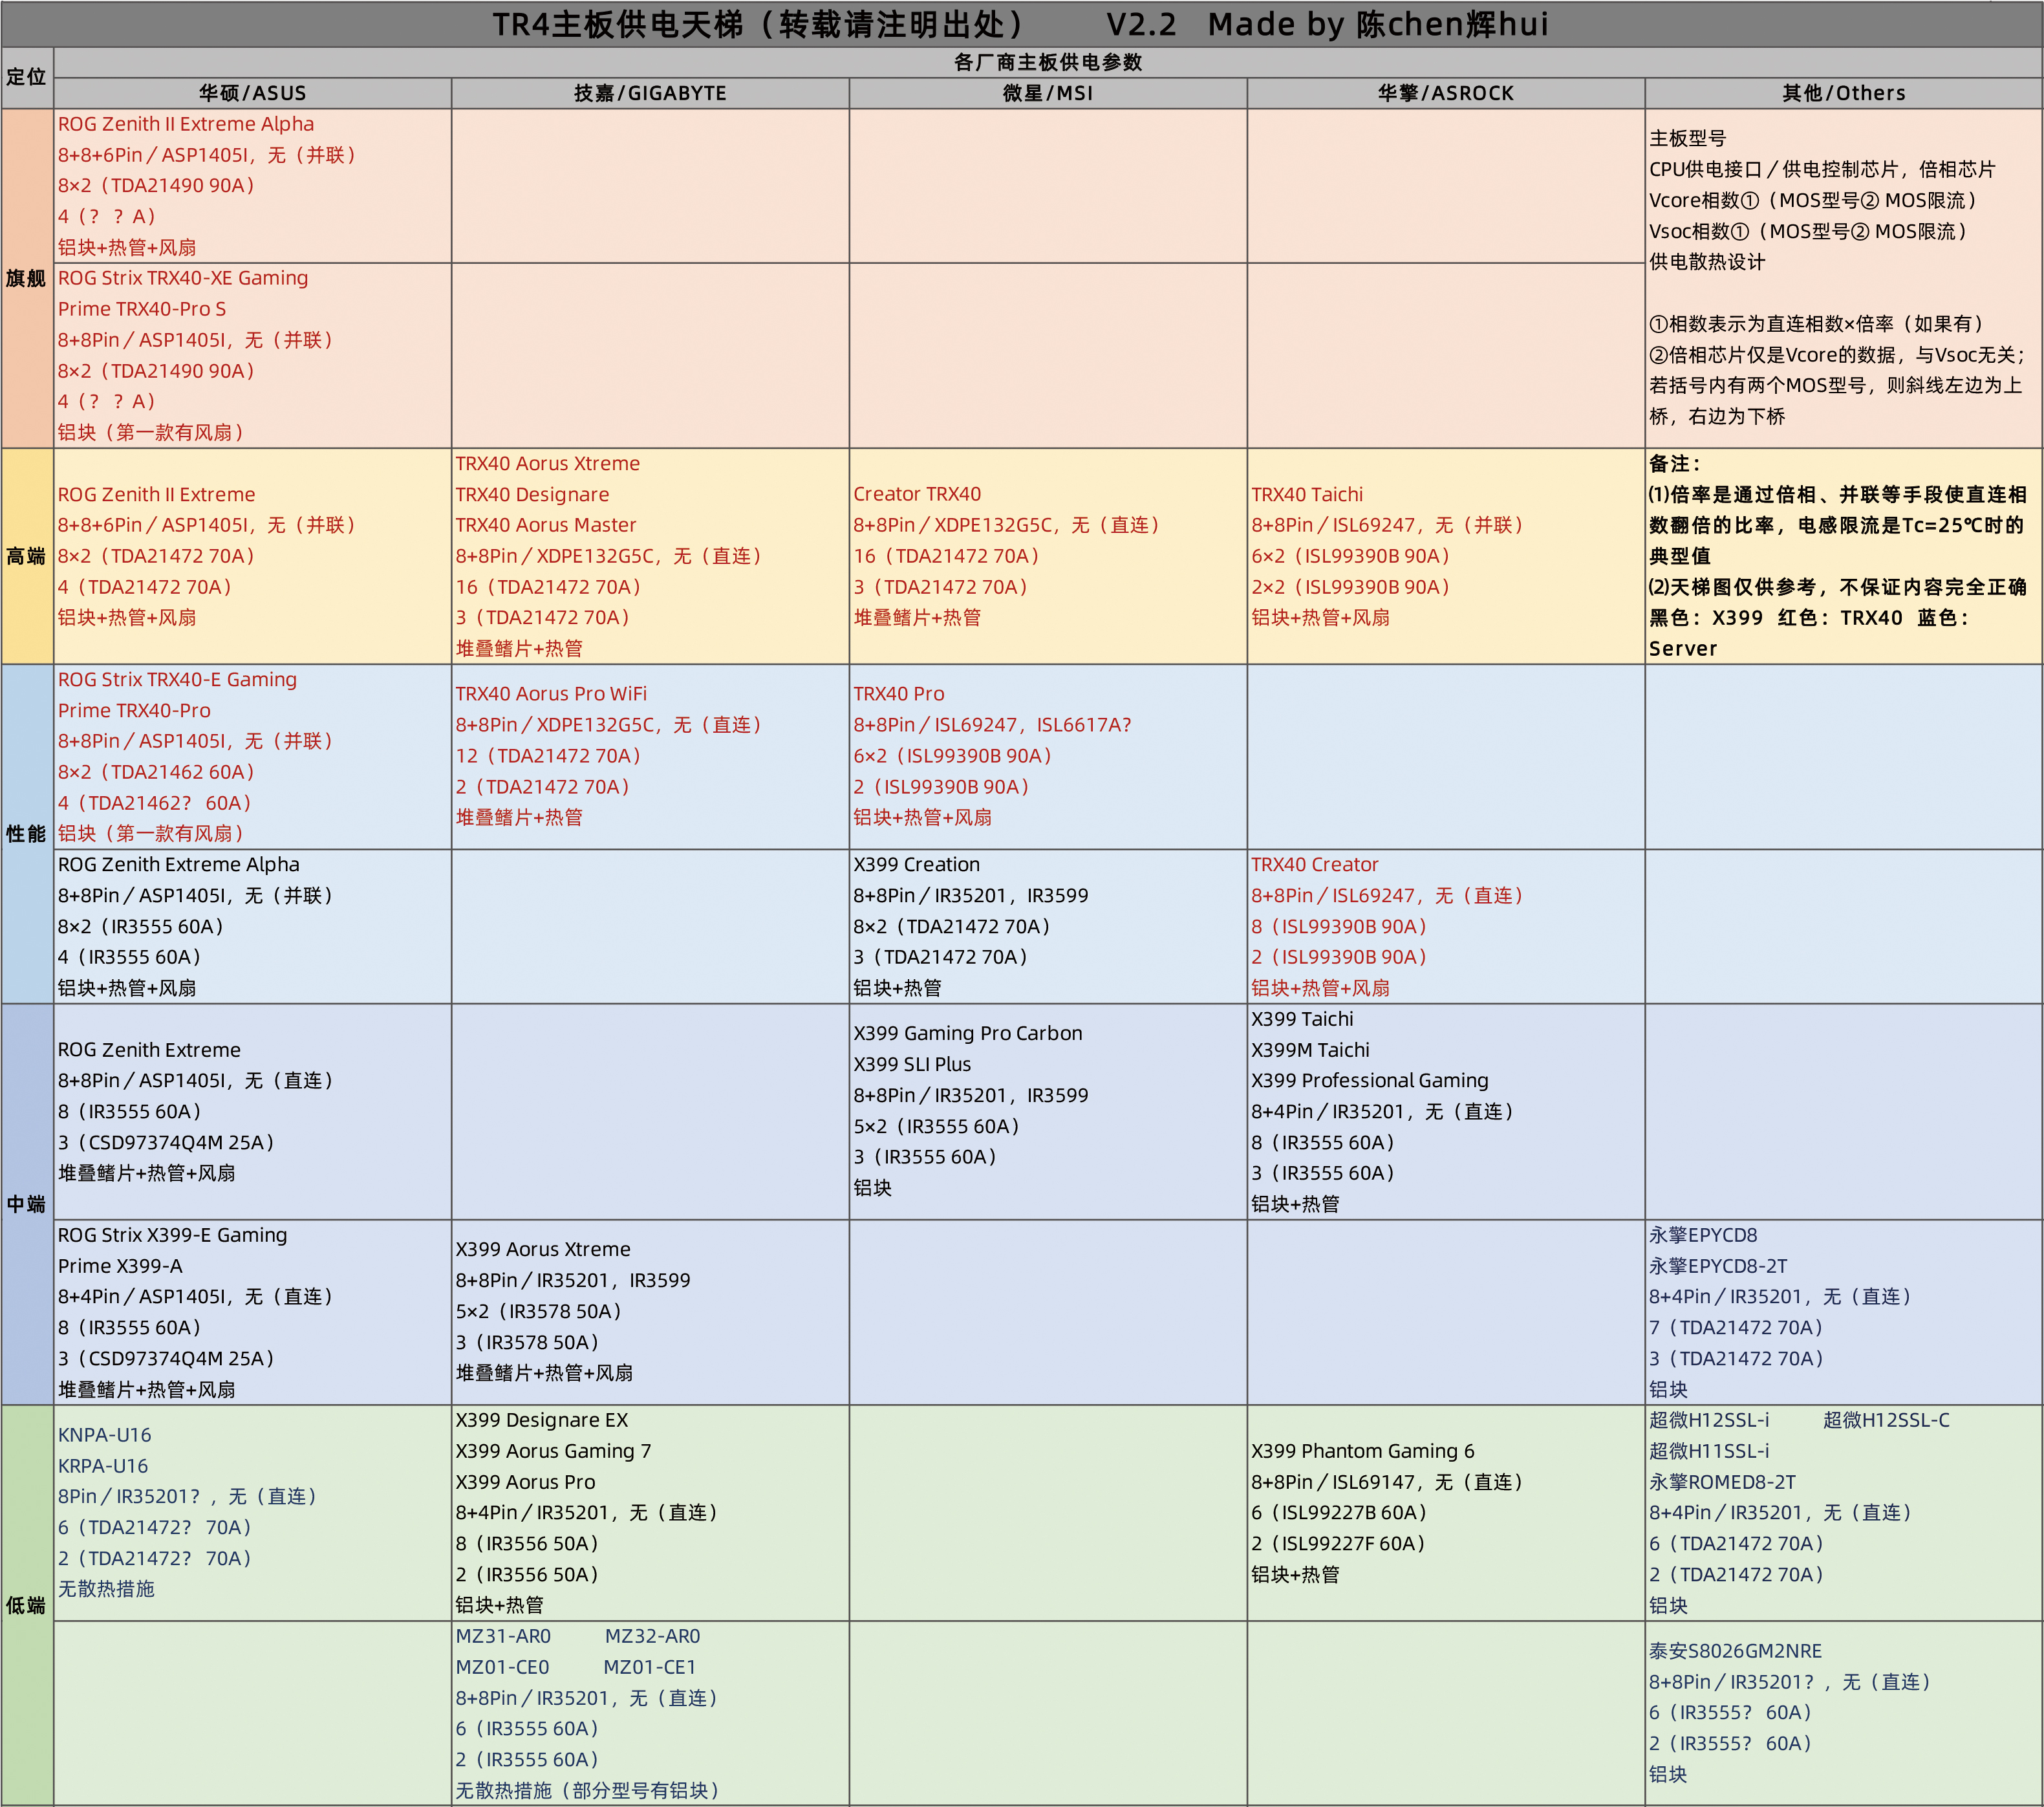 TR4主板供电天梯（转载请注明出处）　　V2.2　Made by 陈chen辉hui
定位
各厂商主板供电参数
华硕/ASUS
技嘉/GIGABYTE
微星/MSI
华擎/ASROCK
其他/Others
旗舰
ROG Zenith II Extreme Alpha
8+8+6Pin／ASP1405I，无（并联）
8×2（TDA21490 90A）
4（？ ？ A）
铝块+热管+风扇
主板型号
CPU供电接口／供电控制芯片，倍相芯片
Vcore相数①（MOS型号② MOS限流）
Vsoc相数①（MOS型号② MOS限流）
供电散热设计
①相数表示为直连相数×倍率（如果有）
②倍相芯片仅是Vcore的数据，与Vsoc无关；
若括号内有两个MOS型号，则斜线左边为上
桥，右边为下桥
ROG Strix TRX40-XE Gaming
Prime TRX40-Pro S
8+8Pin／ASP1405I，无（并联）
8×2（TDA21490 90A）
4（？ ？ A）
铝块（第一款有风扇）
高端
ROG Zenith II Extreme
8+8+6Pin／ASP1405I，无（并联）
8×2（TDA21472 70A）
4（TDA21472 70A）
铝块+热管+风扇
TRX40 Aorus Xtreme
TRX40 Designare
TRX40 Aorus Master
8+8Pin／XDPE132G5C，无（直连）
16（TDA21472 70A）
3（TDA21472 70A）
堆叠鳍片+热管
Creator TRX40
8+8Pin／XDPE132G5C，无（直连）
16（TDA21472 70A）
3（TDA21472 70A）
堆叠鳍片+热管
TRX40 Taichi
8+8Pin／ISL69247，无（并联）
6×2（ISL99390B 90A）
2×2（ISL99390B 90A）
铝块+热管+风扇
备注：
⑴倍率是通过倍相、并联等手段使直连相
数翻倍的比率，电感限流是Tc=25℃时的
典型值
⑵天梯图仅供参考，不保证内容完全正确
黑色：X399 红色：TRX40 蓝色：
Server
性能
ROG Strix TRX40-E Gaming
Prime TRX40-Pro
8+8Pin／ASP1405I，无（并联）
8×2（TDA21462 60A）
4（TDA21462？ 60A）
铝块（第一款有风扇）
TRX40 Aorus Pro WiFi
8+8Pin／XDPE132G5C，无（直连）
12（TDA21472 70A）
2（TDA21472 70A）
堆叠鳍片+热管
TRX40 Pro
8+8Pin／ISL69247，ISL6617A？
6×2（ISL99390B 90A）
2（ISL99390B 90A）
铝块+热管+风扇
ROG Zenith Extreme Alpha
8+8Pin／ASP1405I，无（并联）
8×2（IR3555 60A）
4（IR3555 60A）
铝块+热管+风扇
X399 Creation
8+8Pin／IR35201，IR3599
8×2（TDA21472 70A）
3（TDA21472 70A）
铝块+热管
TRX40 Creator
8+8Pin／ISL69247，无（直连）
8（ISL99390B 90A）
2（ISL99390B 90A）
铝块+热管+风扇
中端
ROG Zenith Extreme
8+8Pin／ASP1405I，无（直连）
8（IR3555 60A）
3（CSD97374Q4M 25A）
堆叠鳍片+热管+风扇
X399 Gaming Pro Carbon
X399 SLI Plus
8+8Pin／IR35201，IR3599
5×2（IR3555 60A）
3（IR3555 60A）
铝块
X399 Taichi
X399M Taichi
X399 Professional Gaming
8+4Pin／IR35201，无（直连）
8（IR3555 60A）
3（IR3555 60A）
铝块+热管
ROG Strix X399-E Gaming
Prime X399-A
8+4Pin／ASP1405I，无（直连）
8（IR3555 60A）
3（CSD97374Q4M 25A）
堆叠鳍片+热管+风扇
X399 Aorus Xtreme
8+8Pin／IR35201，IR3599
5×2（IR3578 50A）
3（IR3578 50A）
堆叠鳍片+热管+风扇
永擎EPYCD8
永擎EPYCD8-2T
8+4Pin／IR35201，无（直连）
7（TDA21472 70A）
3（TDA21472 70A）
铝块
低端
KNPA-U16
KRPA-U16
8Pin／IR35201？，无（直连）
6（TDA21472？ 70A）
2（TDA21472？ 70A）
无散热措施
X399 Designare EX
X399 Aorus Gaming 7
X399 Aorus Pro
8+4Pin／IR35201，无（直连）
8（IR3556 50A）
2（IR3556 50A）
铝块+热管
X399 Phantom Gaming 6
8+8Pin／ISL69147，无（直连）
6（ISL99227B 60A）
2（ISL99227F 60A）
铝块+热管
超微H12SSL-i　　超微H12SSL-C
超微H11SSL-i
永擎ROMED8-2T
8+4Pin／IR35201，无（直连）
6（TDA21472 70A）
2（TDA21472 70A）
铝块
MZ31-AR0　　MZ32-AR0
MZ01-CE0　　MZ01-CE1
8+8Pin／IR35201，无（直连）
6（IR3555 60A）
2（IR3555 60A）
无散热措施（部分型号有铝块）
泰安S8026GM2NRE
8+8Pin／IR35201？，无（直连）
6（IR3555？ 60A）
2（IR3555？ 60A）
铝块